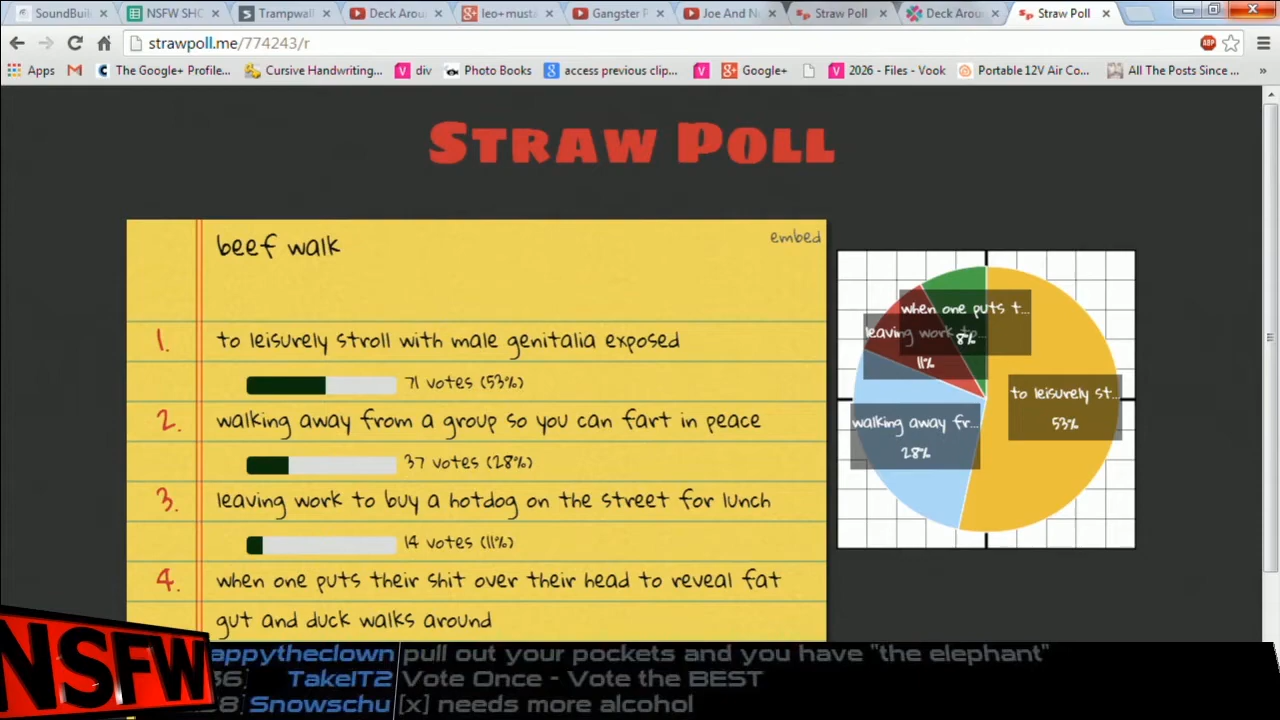 SoundBuil
NSFW SHO
Trampwall
Deck Arou
leo+must
Gangster F
Joe And N
Straw Poll
Deck Arou
Straw Poll
strawpoll.me/774243/r
ABP
Apps
The Google+ Profile...
Cursive Handwriting...
div
Photo Books
access previous clip...
Google+
2026 - Files - Vook
Portable 12V Air Co...
All The Posts Since ...
»
STRAW POLL
beef walk
embed
1. to leisurely stroll with male genitalia exposed
71 votes (53%)
2. walking away from a group so you can fart in peace
37 votes (28%)
3. leaving work to buy a hotdog on the street for lunch
14 votes (11%)
4. when one puts their shit over their head to reveal fat
gut and duck walks around
when one puts t...
8%
leaving work to...
11%
to leisurely st...
53%
walking away fr...
28%
NSFW
appytheclown pull out your pockets and you have "the elephant"
36] TakeIT2 Vote Once - Vote the BEST
8] Snowschu [x] needs more alcohol